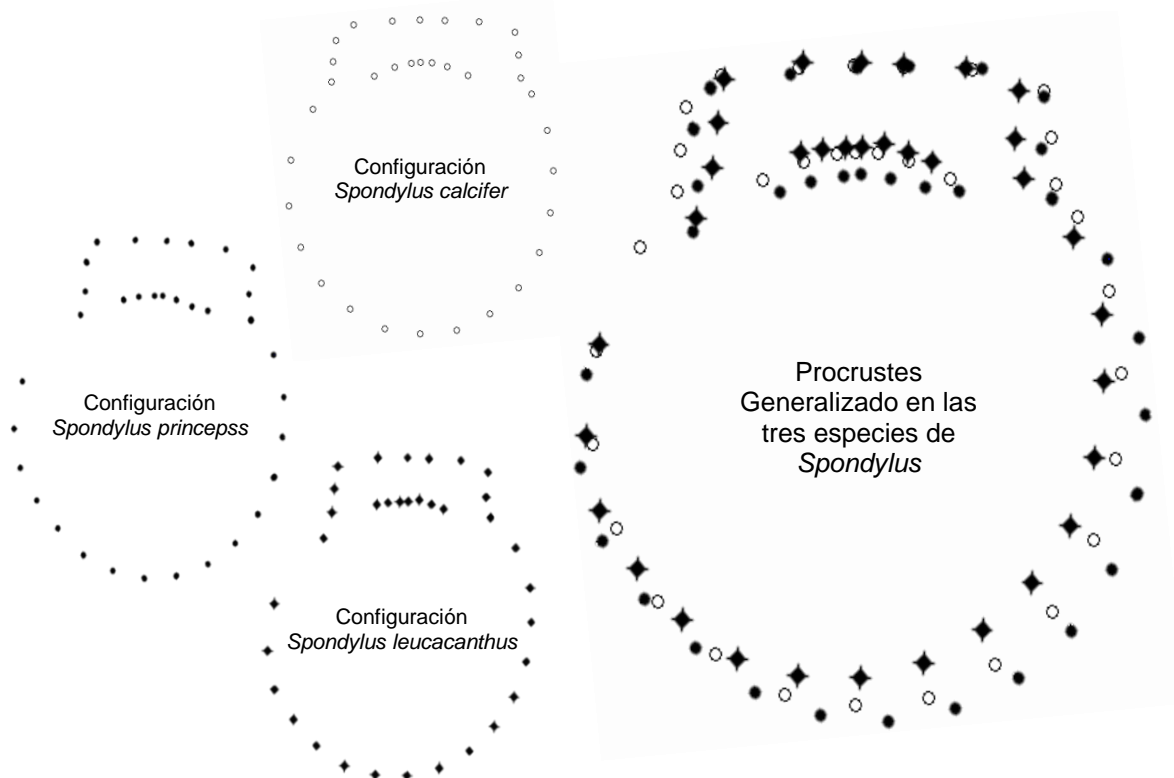 Configuración
Spondylus calcifer
Configuración
Spondylus princepss
Configuración
Spondylus leucacanthus
Procrustes
Generalizado en las
tres especies de
Spondylus